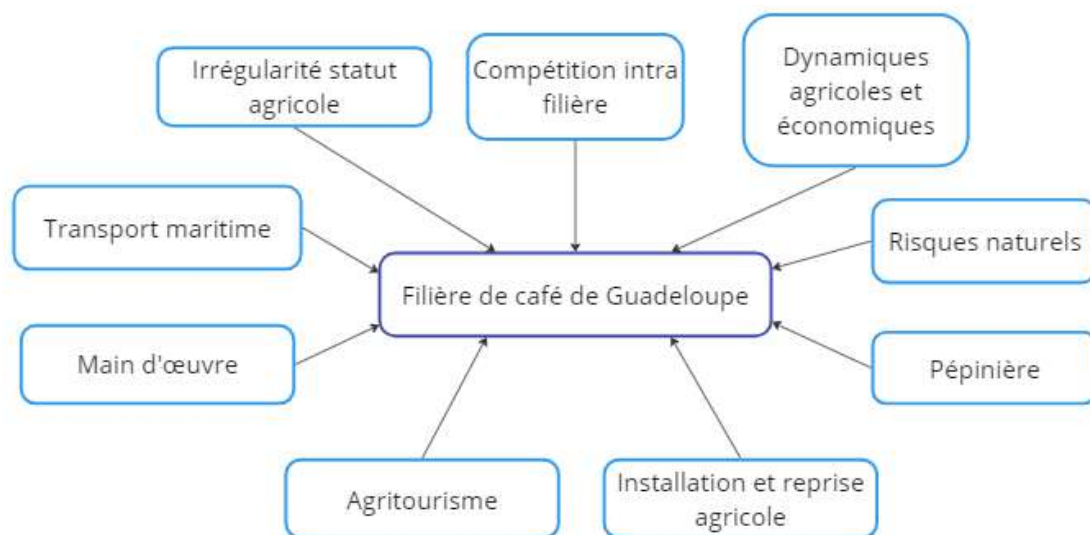 Irrégularité statut
agricole
Compétition intra
filière
Dynamiques
agricoles et
économiques
Transport maritime
Risques naturels
Filière de café de Guadeloupe
Main d'œuvre
Pépinière
Agritourisme
Installation et reprise
agricole